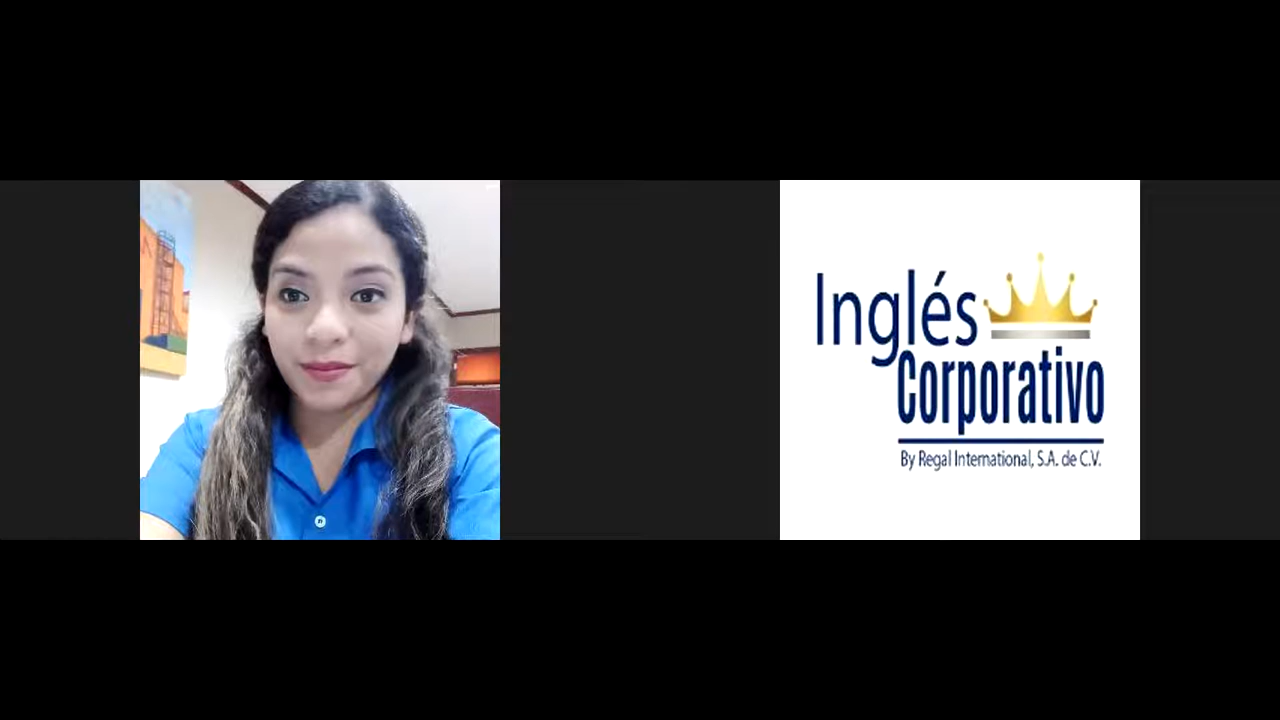 Inglés
Corporativo
By Regal International, S.A. de C.V.